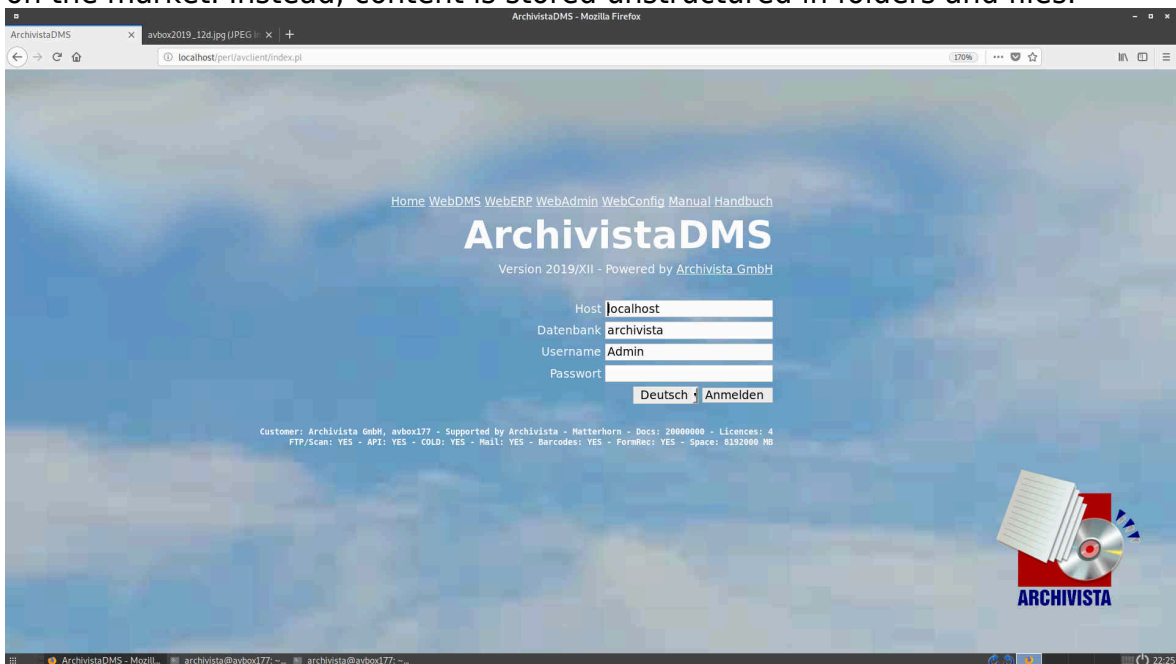 on the market. Instead, content is stored unstructured in folders and files.
ArchivistaDMS - Mozilla Firefox
ArchivistaDMS × avbox2019_12d.jpg (JPEG × +
localhost/perl/avclient/index.pl 170%
Home WebDMS WebERP WebAdmin WebConfig Manual Handbuch
ArchivistaDMS
Version 2019/XII - Powered by Archivista GmbH
Host localhost
Datenbank archivista
Username Admin
Passwort
Deutsch Anmelden
Customer: Archivista GmbH, avbox177 - Supported by Archivista - Matterhorn - Docs: 20000000 - Licences: 4
FTP/Scan: YES - API: YES - COLD: YES - Mail: YES - Barcodes: YES - FormRec: YES - Space: 8192000 MB
ARCHIVISTA
ArchivistaDMS - Mozill... archivista@avbox177: ~... archivista@avbox177: ~... 22:25